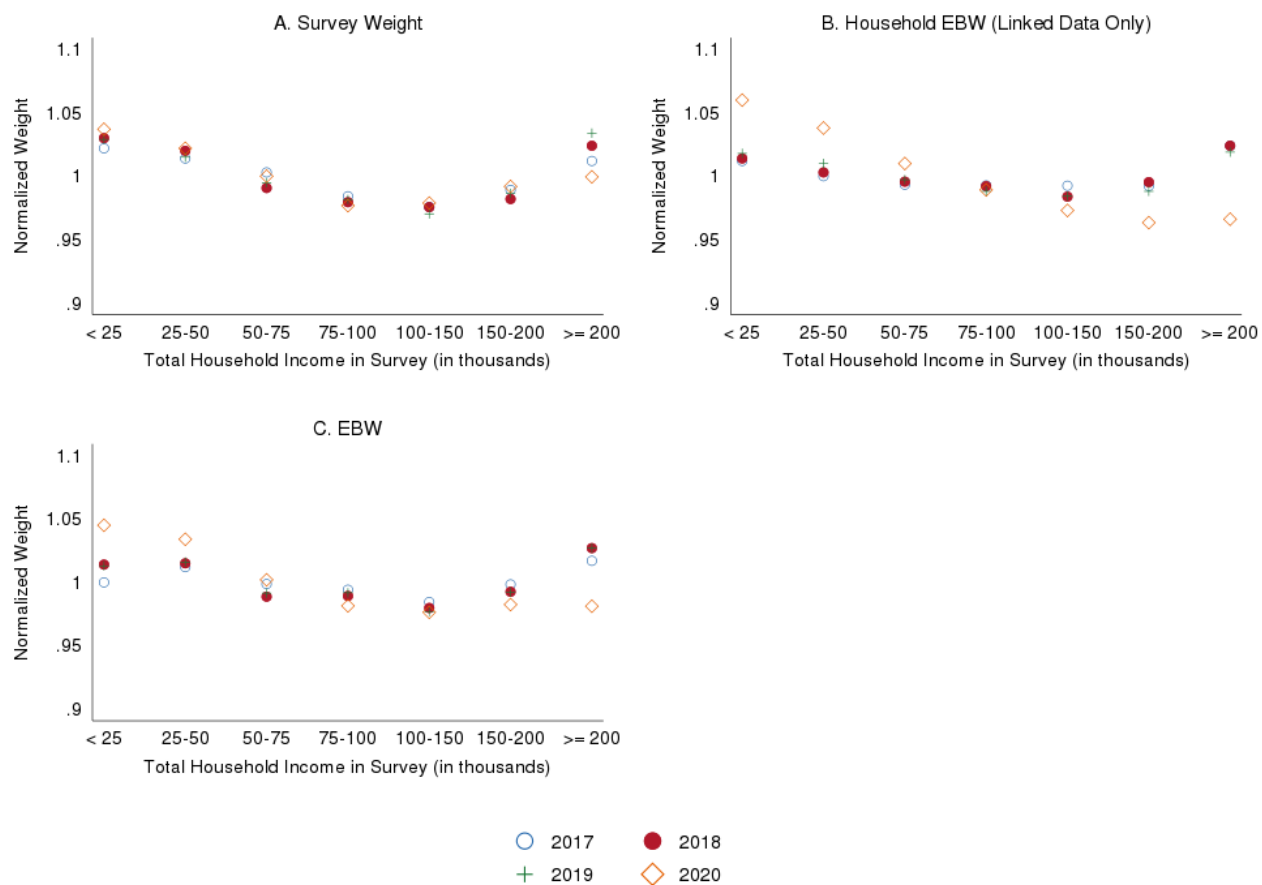 A. Survey Weight
Normalized Weight
1.1
1.05
1
.95
.9
< 25 25-50 50-75 75-100 100-150 150-200 >= 200
Total Household Income in Survey (in thousands)
B. Household EBW (Linked Data Only)
Normalized Weight
1.1
1.05
1
.95
.9
< 25 25-50 50-75 75-100 100-150 150-200 >= 200
Total Household Income in Survey (in thousands)
C. EBW
Normalized Weight
1.1
1.05
1
.95
.9
< 25 25-50 50-75 75-100 100-150 150-200 >= 200
Total Household Income in Survey (in thousands)
2017 2018
2019 2020